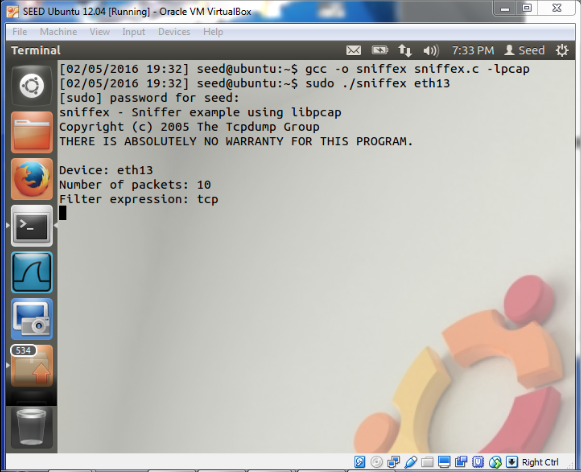 SEED Ubuntu 12.04 [Running] - Oracle VM VirtualBox
File Machine View Input Devices Help
Terminal 7:33 PM Seed
[02/05/2016 19:32] seed@ubuntu:~$ gcc -o sniffex sniffex.c -lpcap
[02/05/2016 19:32] seed@ubuntu:~$ sudo ./sniffex eth13
[sudo] password for seed:
sniffex - Sniffer example using libpcap
Copyright (c) 2005 The Tcpdump Group
THERE IS ABSOLUTELY NO WARRANTY FOR THIS PROGRAM.
Device: eth13
Number of packets: 10
Filter expression: tcp
534
Right Ctrl